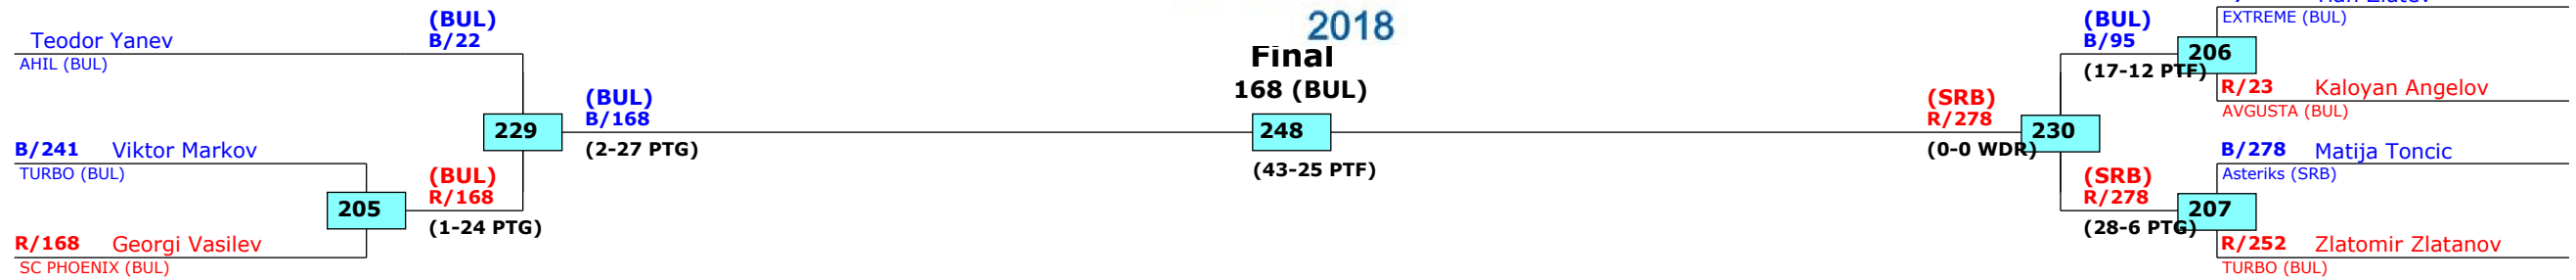 2018
Final
168 (BUL)
248
(43-25 PTF)
(BUL)
B/22
Teodor Yanev
AHIL (BUL)
229
(BUL)
B/168
(2-27 PTG)
B/241 Viktor Markov
TURBO (BUL)
205
(BUL)
R/168
(1-24 PTG)
R/168 Georgi Vasilev
SC PHOENIX (BUL)
(SRB)
R/278
230
(0-0 WDR)
(BUL)
B/95
206
(17-12 PTF)
EXTREME (BUL)
R/23 Kaloyan Angelov
AVGUSTA (BUL)
B/278 Matija Toncic
Asteriks (SRB)
(SRB)
R/278
207
(28-6 PTG)
R/252 Zlatomir Zlatanov
TURBO (BUL)